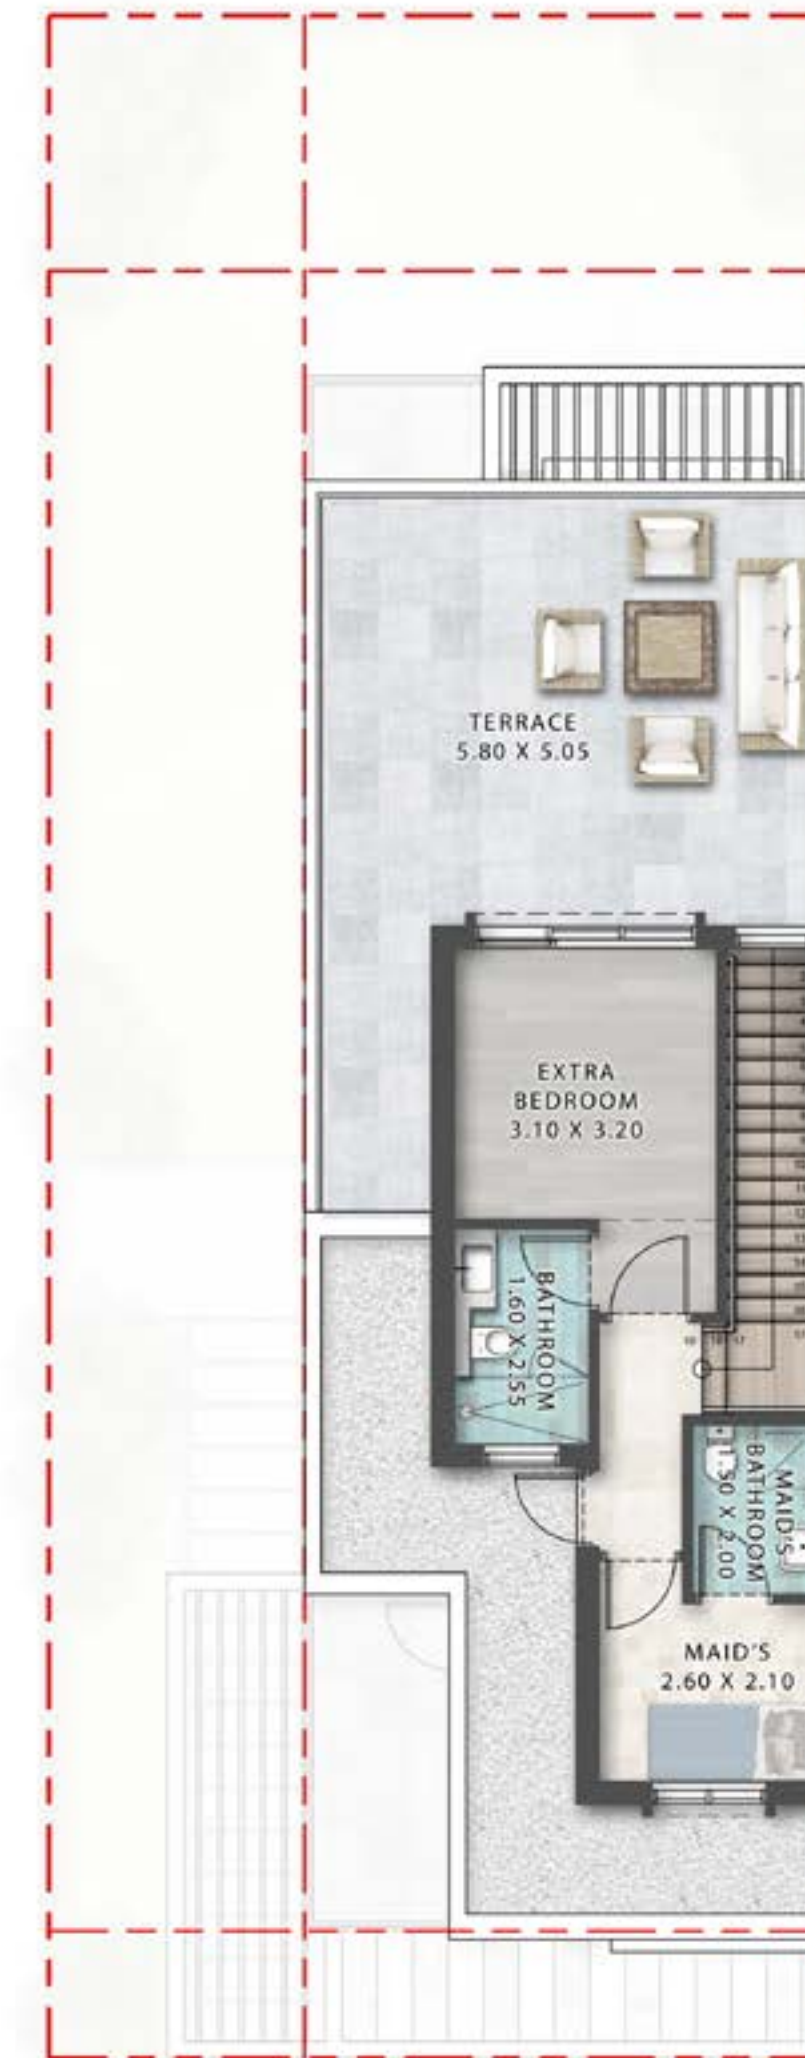 TERRACE
5.80 X 5.05
EXTRA
BEDROOM
3.10 X 3.20
BATHROOM
1.60 X 2.55
MAID'S
BATHROOM
1.50 X 2.00
MAID'S
2.60 X 2.10